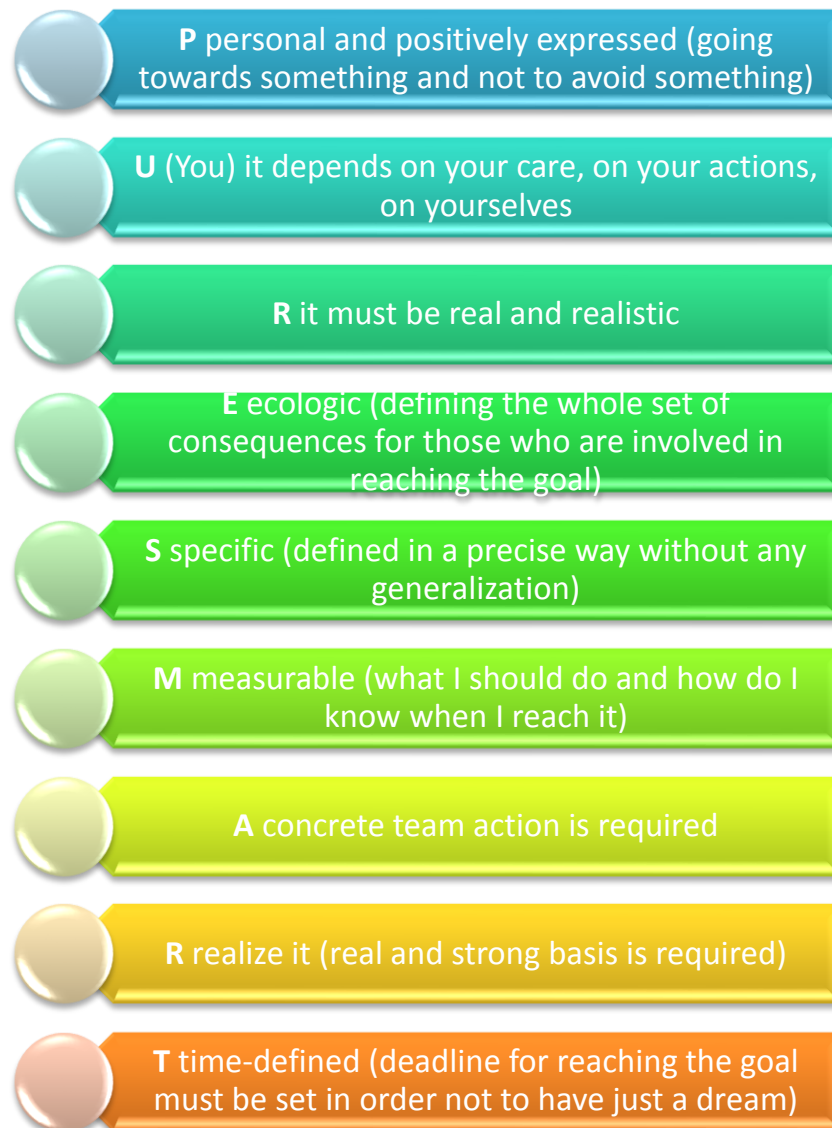 P personal and positively expressed (going
towards something and not to avoid something)
U (You) it depends on your care, on your actions,
on yourselves
R it must be real and realistic
E ecologic (defining the whole set of
consequences for those who are involved in
reaching the goal)
S specific (defined in a precise way without any
generalization)
M measurable (what I should do and how do I
know when I reach it)
A concrete team action is required
R realize it (real and strong basis is required)
T time-defined (deadline for reaching the goal
must be set in order not to have just a dream)